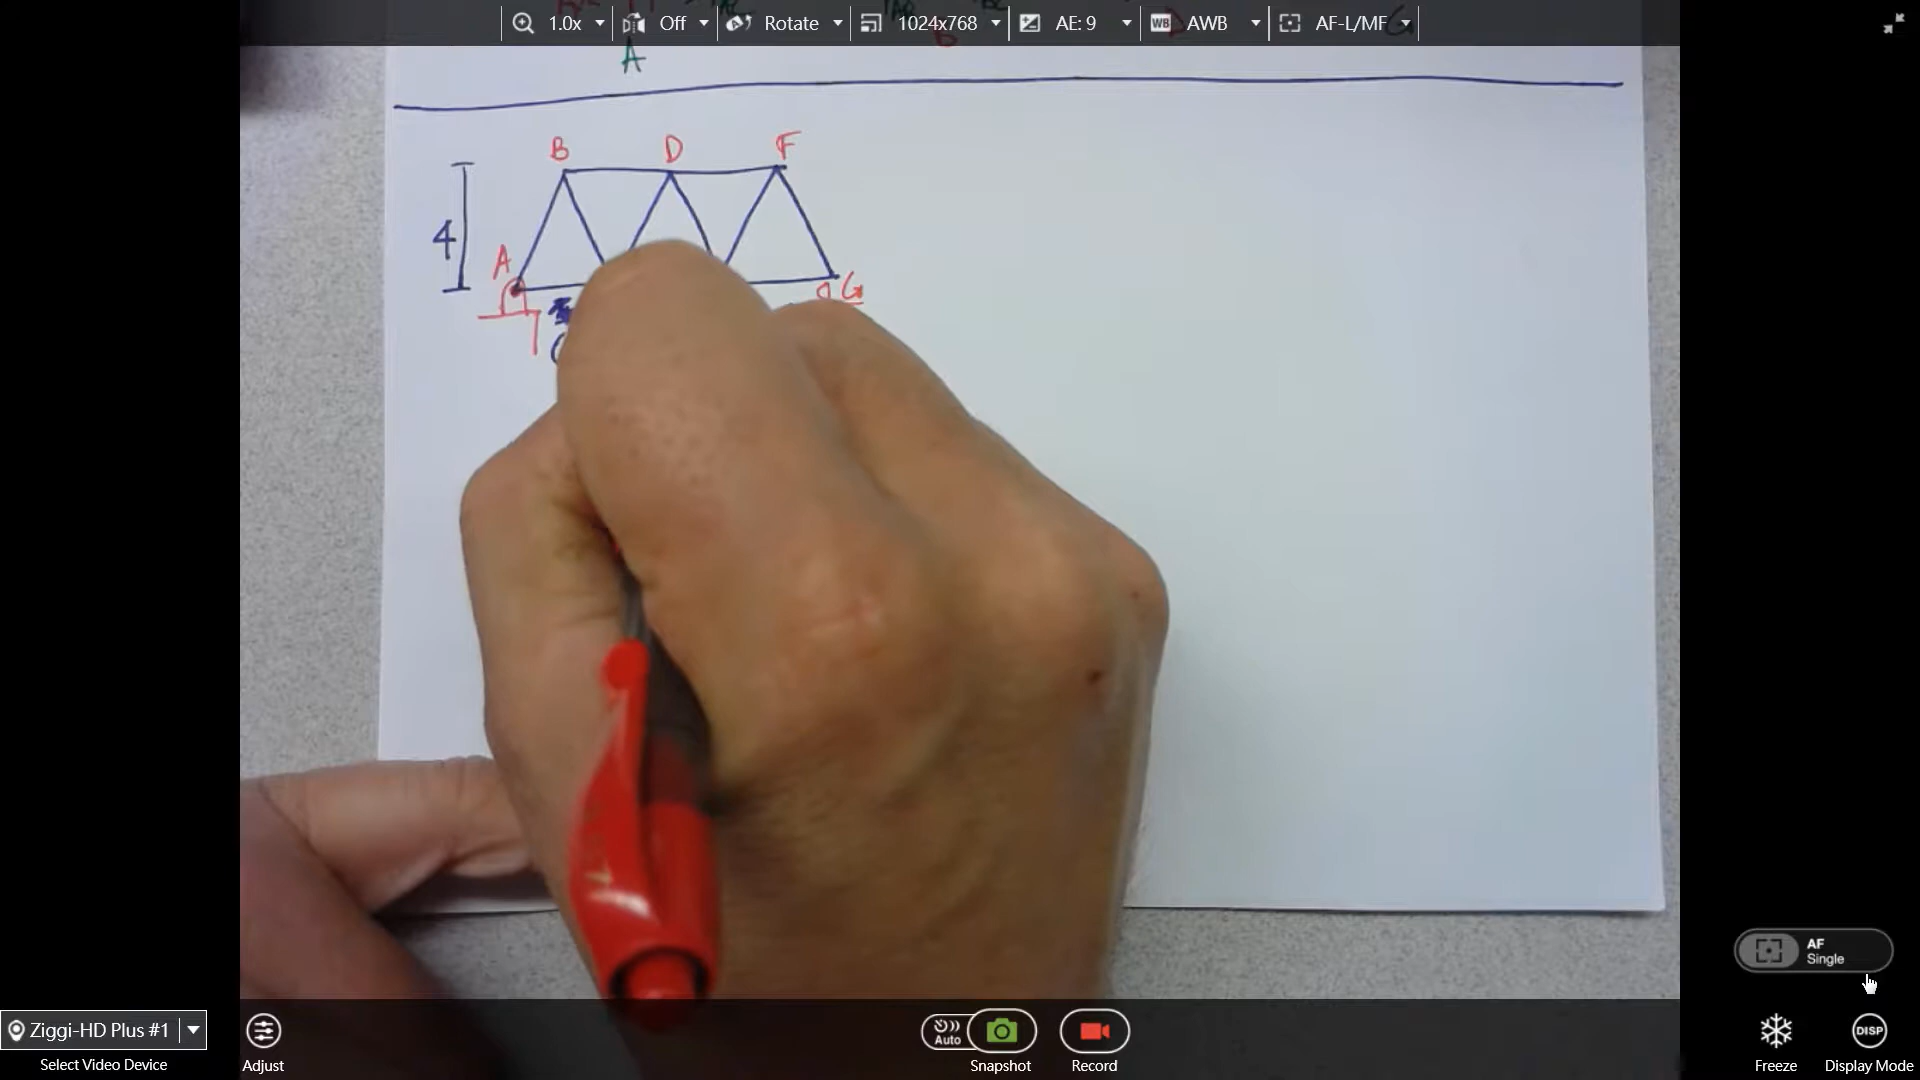 1.0x Off Rotate 1024x768 AE: 9 WB AWB AF-L/MF
A
B D F
4
A
G
AF
Single
Ziggi-HD Plus #1
Auto
DISP
Select Video Device Adjust Snapshot Record Freeze Display Mode